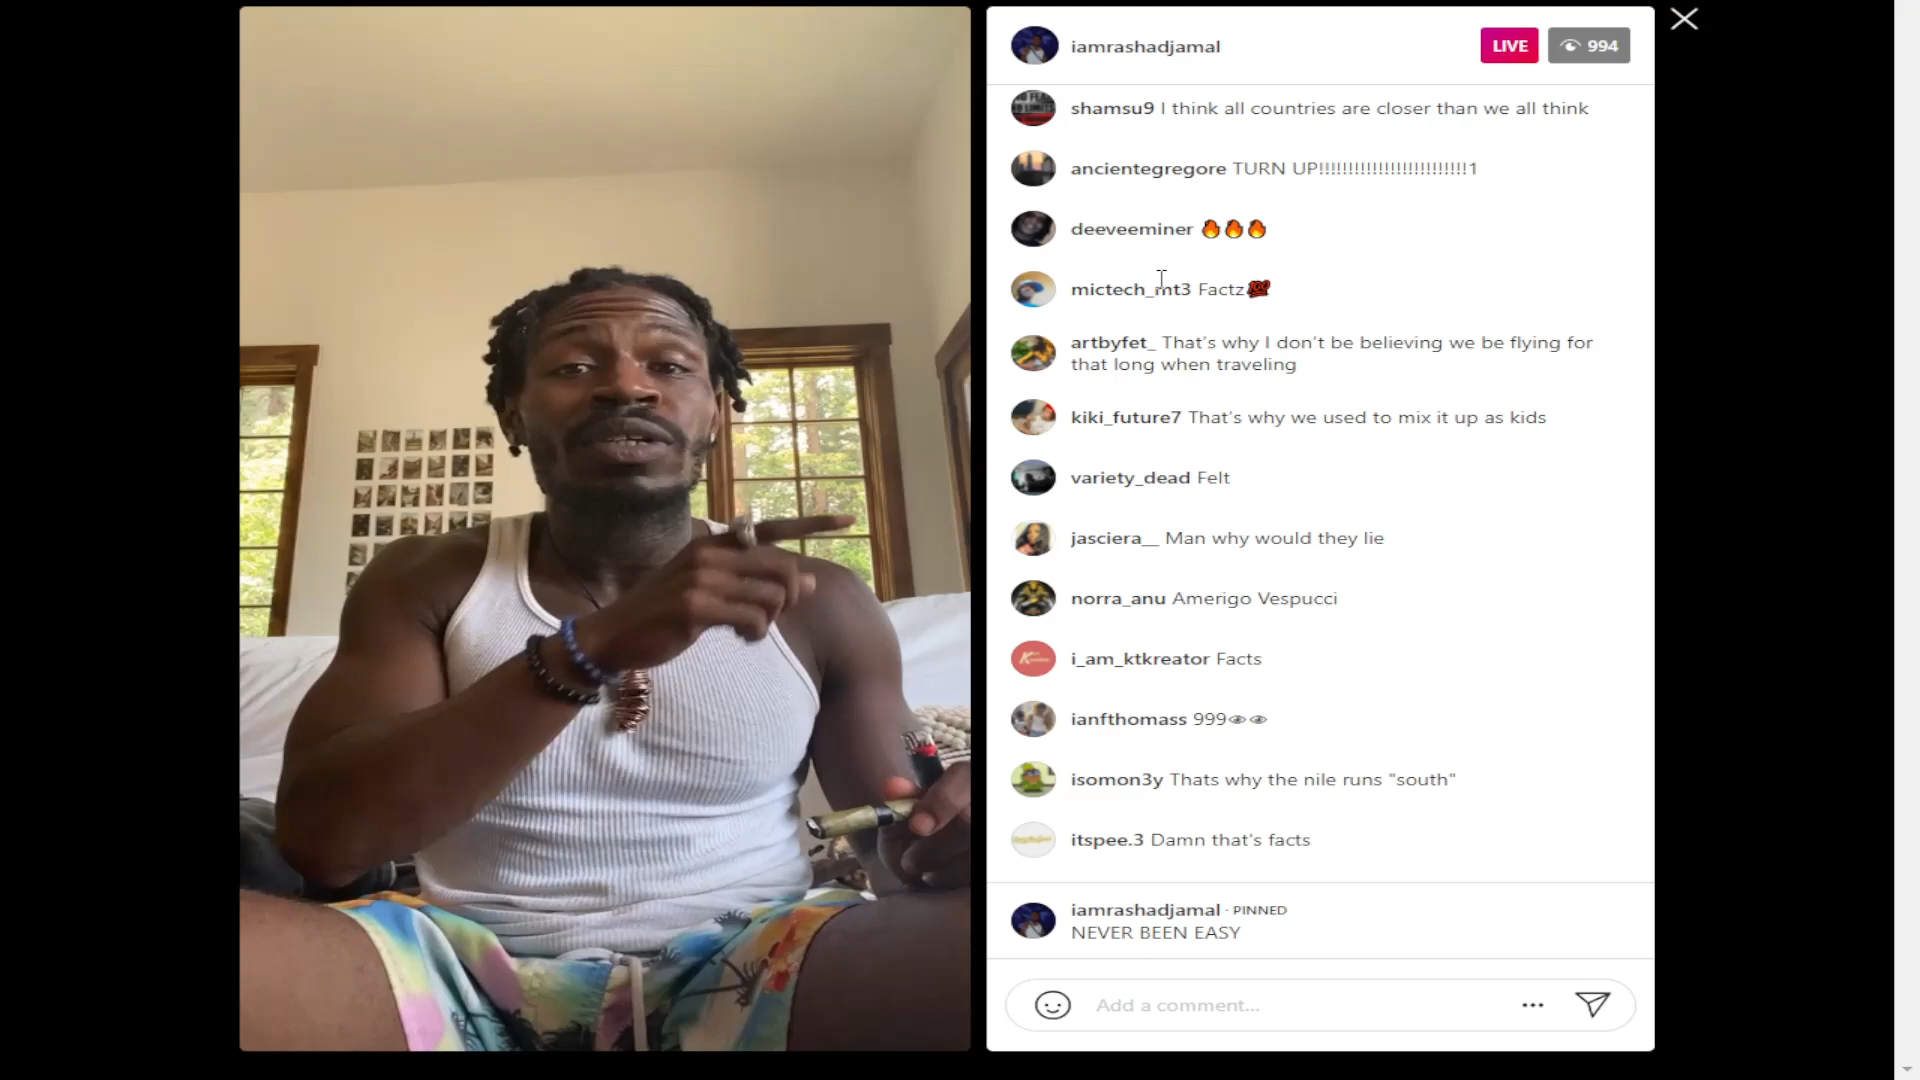 iamrashadjamal
LIVE
994
shamsu9 I think all countries are closer than we all think
ancientegregore TURN UP!!!!!!!!!!!!!!!!!!!!!!!!!!1
deeveeminer 🔥🔥🔥
mictech_mt3 Factz💯
artbyfet_ That's why I don't be believing we be flying for
that long when traveling
kiki_future7 That's why we used to mix it up as kids
variety_dead Felt
jasciera__ Man why would they lie
norra_anu Amerigo Vespucci
i_am_ktkreator Facts
ianfthomass 999👁👁
isomon3y Thats why the nile runs "south"
itspee.3 Damn that's facts
iamrashadjamal · PINNED
NEVER BEEN EASY
Add a comment...